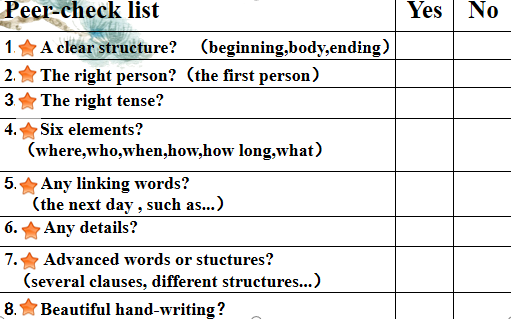 Peer-check list Yes No
1. A clear structure? （beginning,body,ending）
2. The right person?（the first person）
3. The right tense?
4. Six elements?
（where,who,when,how,how long,what）
5. Any linking words?
（the next day , such as...）
6. Any details?
7. Advanced words or stuctures?
（several clauses, different structures...）
8. Beautiful hand-writing?